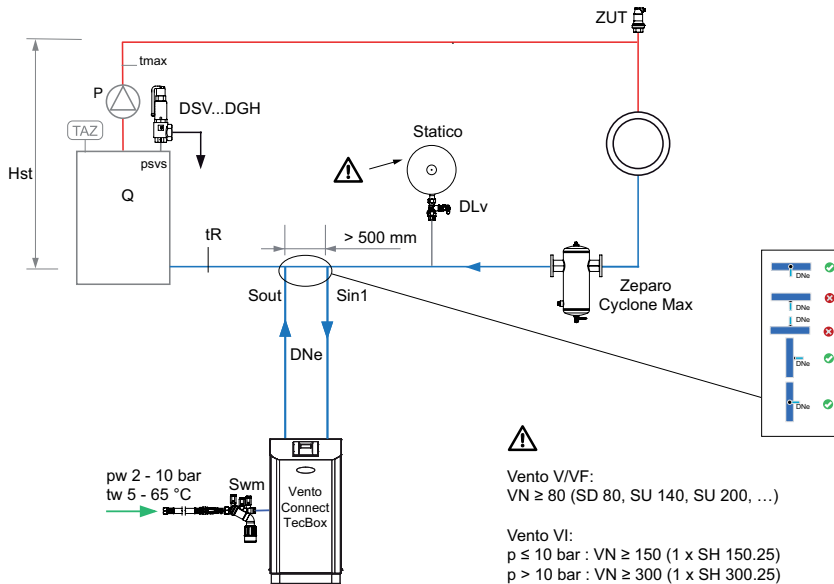 ZUT
tmax
P
DSV...DGH
TAZ
psvs
Statico
Hst
Q
DLv
tR
> 500 mm
Sout
Sin1
Zeparo
Cyclone Max
DNe
DNe
DNe
DNe
DNe
DNe
pw 2 - 10 bar
tw 5 - 65 °C
Swm
Vento
Connect
TecBox
Vento V/VF:
VN ≥ 80 (SD 80, SU 140, SU 200, …)
Vento VI:
p ≤ 10 bar : VN ≥ 150 (1 x SH 150.25)
p > 10 bar : VN ≥ 300 (1 x SH 300.25)